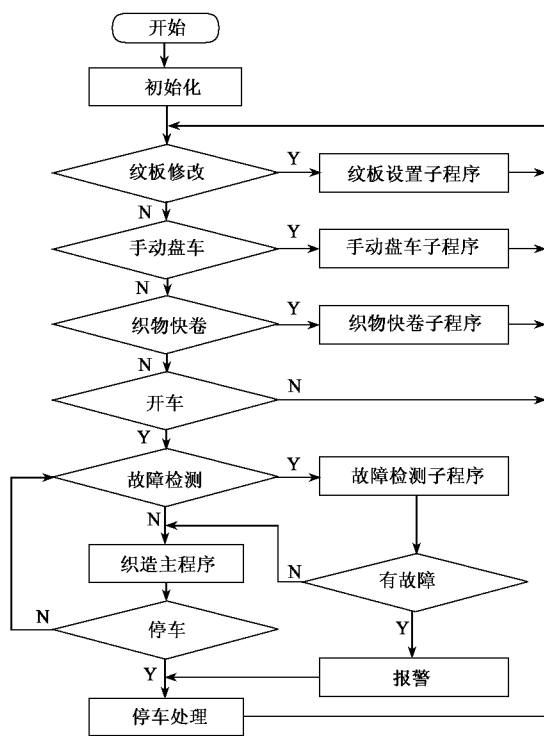 开始
初始化
纹板修改
Y
纹板设置子程序
N
手动盘车
Y
手动盘车子程序
N
织物快卷
Y
织物快卷子程序
N
开车
N
Y
故障检测
Y
故障检测子程序
N
织造主程序
N
有故障
N
停车
Y
Y
报警
停车处理